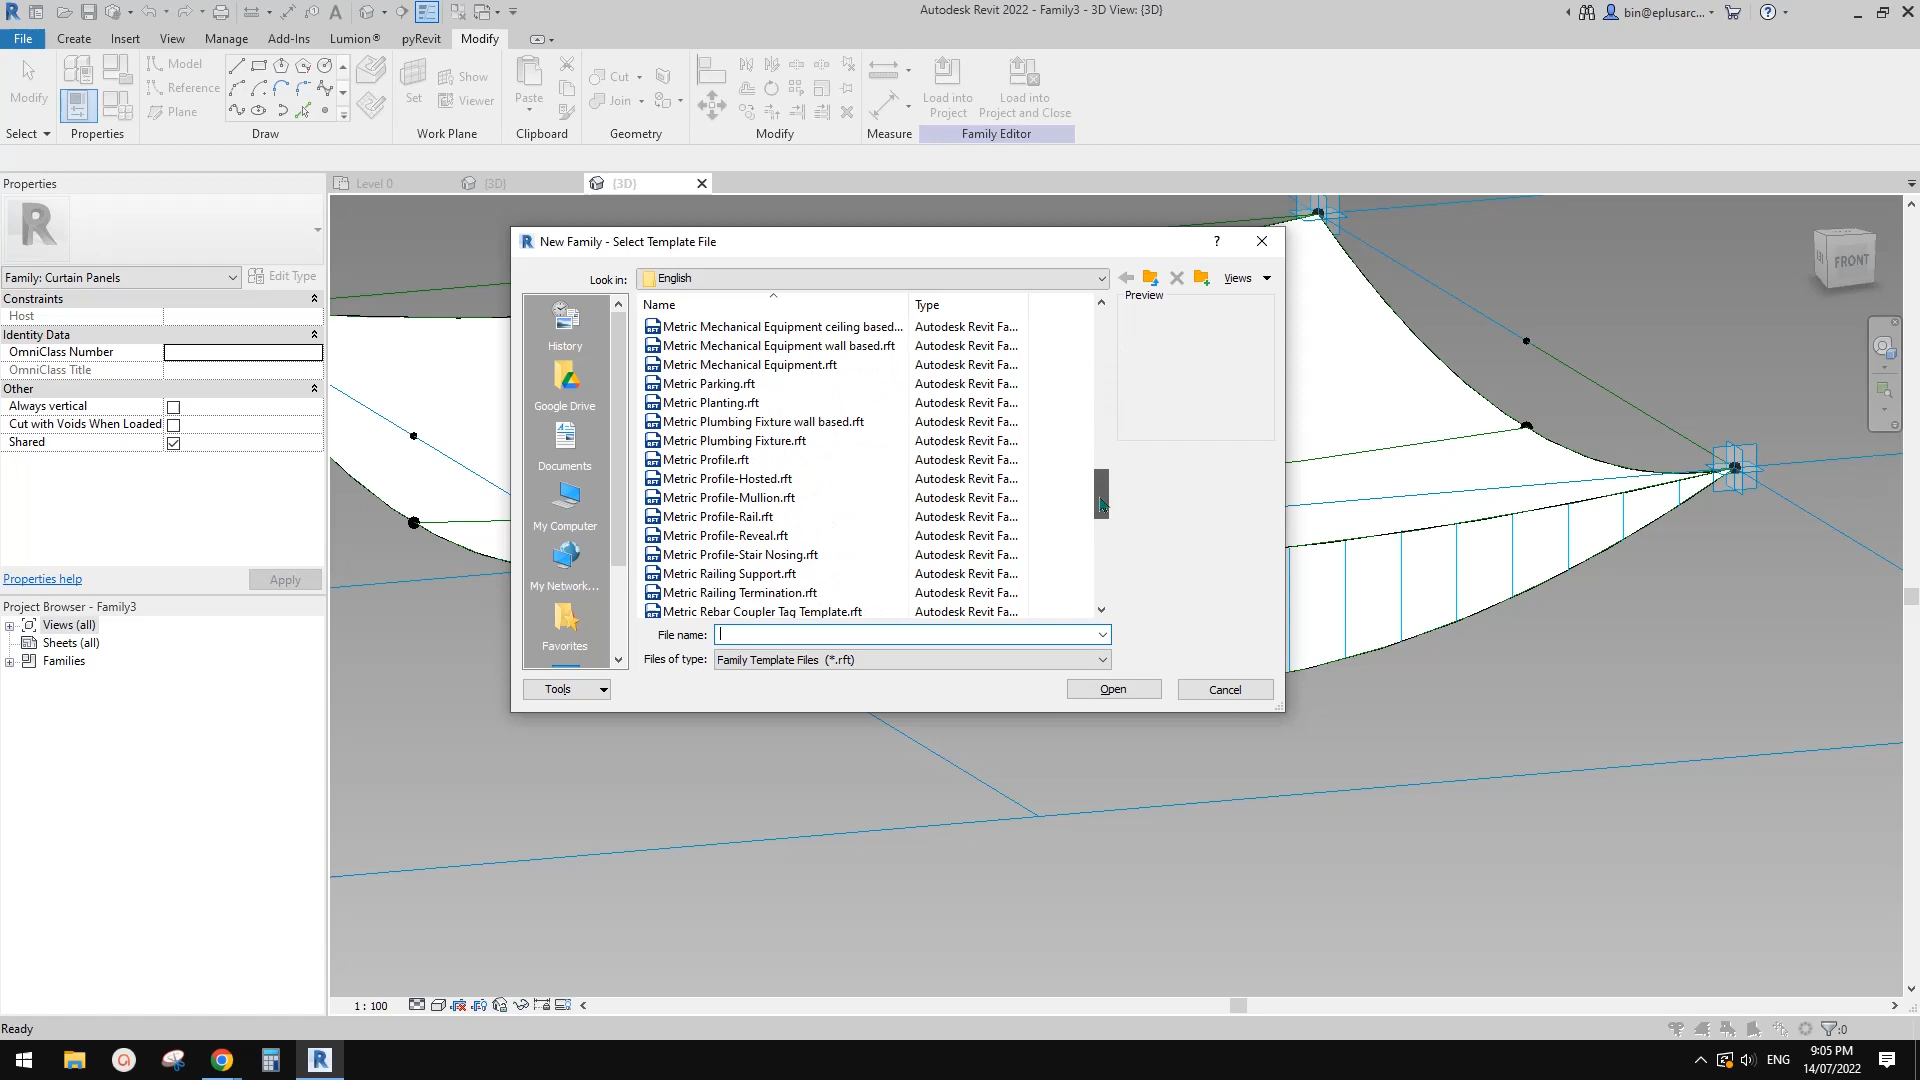 Autodesk Revit 2022 - Family3 - 3D View: {3D}
bin@eplusarc...
File
Create
Insert
View
Manage
Add-Ins
Lumion®
pyRevit
Modify
Modify
Select
Properties
Model
Reference
Plane
Draw
Set
Show
Viewer
Work Plane
Paste
Clipboard
Cut
Join
Geometry
Modify
Measure
Load into
Project
Load into
Project and Close
Family Editor
Properties
Level 0
{3D}
{3D}
Family: Curtain Panels
Edit Type
Constraints
Host
Identity Data
OmniClass Number
OmniClass Title
Other
Always vertical
Cut with Voids When Loaded
Shared
Properties help
Apply
Project Browser - Family3
Views (all)
Sheets (all)
Families
New Family - Select Template File
Look in:
English
Views
History
Google Drive
Documents
My Computer
My Network...
Favorites
Name
Type
Preview
Metric Mechanical Equipment ceiling based... Autodesk Revit Fa...
Metric Mechanical Equipment wall based.rft Autodesk Revit Fa...
Metric Mechanical Equipment.rft Autodesk Revit Fa...
Metric Parking.rft Autodesk Revit Fa...
Metric Planting.rft Autodesk Revit Fa...
Metric Plumbing Fixture wall based.rft Autodesk Revit Fa...
Metric Plumbing Fixture.rft Autodesk Revit Fa...
Metric Profile.rft Autodesk Revit Fa...
Metric Profile-Hosted.rft Autodesk Revit Fa...
Metric Profile-Mullion.rft Autodesk Revit Fa...
Metric Profile-Rail.rft Autodesk Revit Fa...
Metric Profile-Reveal.rft Autodesk Revit Fa...
Metric Profile-Stair Nosing.rft Autodesk Revit Fa...
Metric Railing Support.rft Autodesk Revit Fa...
Metric Railing Termination.rft Autodesk Revit Fa...
Metric Rebar Coupler Tag Template.rft Autodesk Revit Fa...
File name:
Files of type: Family Template Files (*.rft)
Tools
Open
Cancel
FRONT
1 : 100
Ready
:0
ENG
9:05 PM
14/07/2022